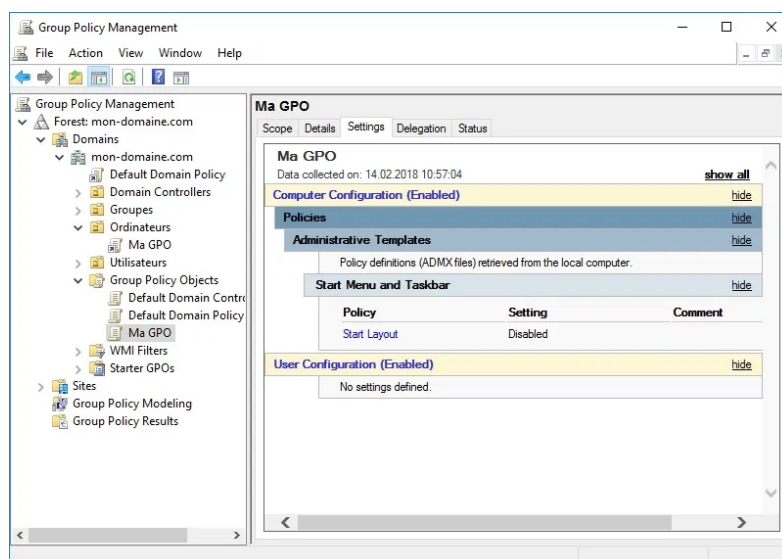 Group Policy Management
File Action View Window Help
Group Policy Management
Forest: mon-domaine.com
Domains
mon-domaine.com
Default Domain Policy
Domain Controllers
Groupes
Ordinateurs
Ma GPO
Utilisateurs
Group Policy Objects
Default Domain Contr
Default Domain Policy
Ma GPO
WMI Filters
Starter GPOs
Sites
Group Policy Modeling
Group Policy Results
Ma GPO
Scope Details Settings Delegation Status
Ma GPO
Data collected on: 14.02.2018 10:57:04 show all
Computer Configuration (Enabled) hide
Policies hide
Administrative Templates hide
Policy definitions (ADMX files) retrieved from the local computer.
Start Menu and Taskbar hide
Policy Setting Comment
Start Layout Disabled
User Configuration (Enabled) hide
No settings defined.